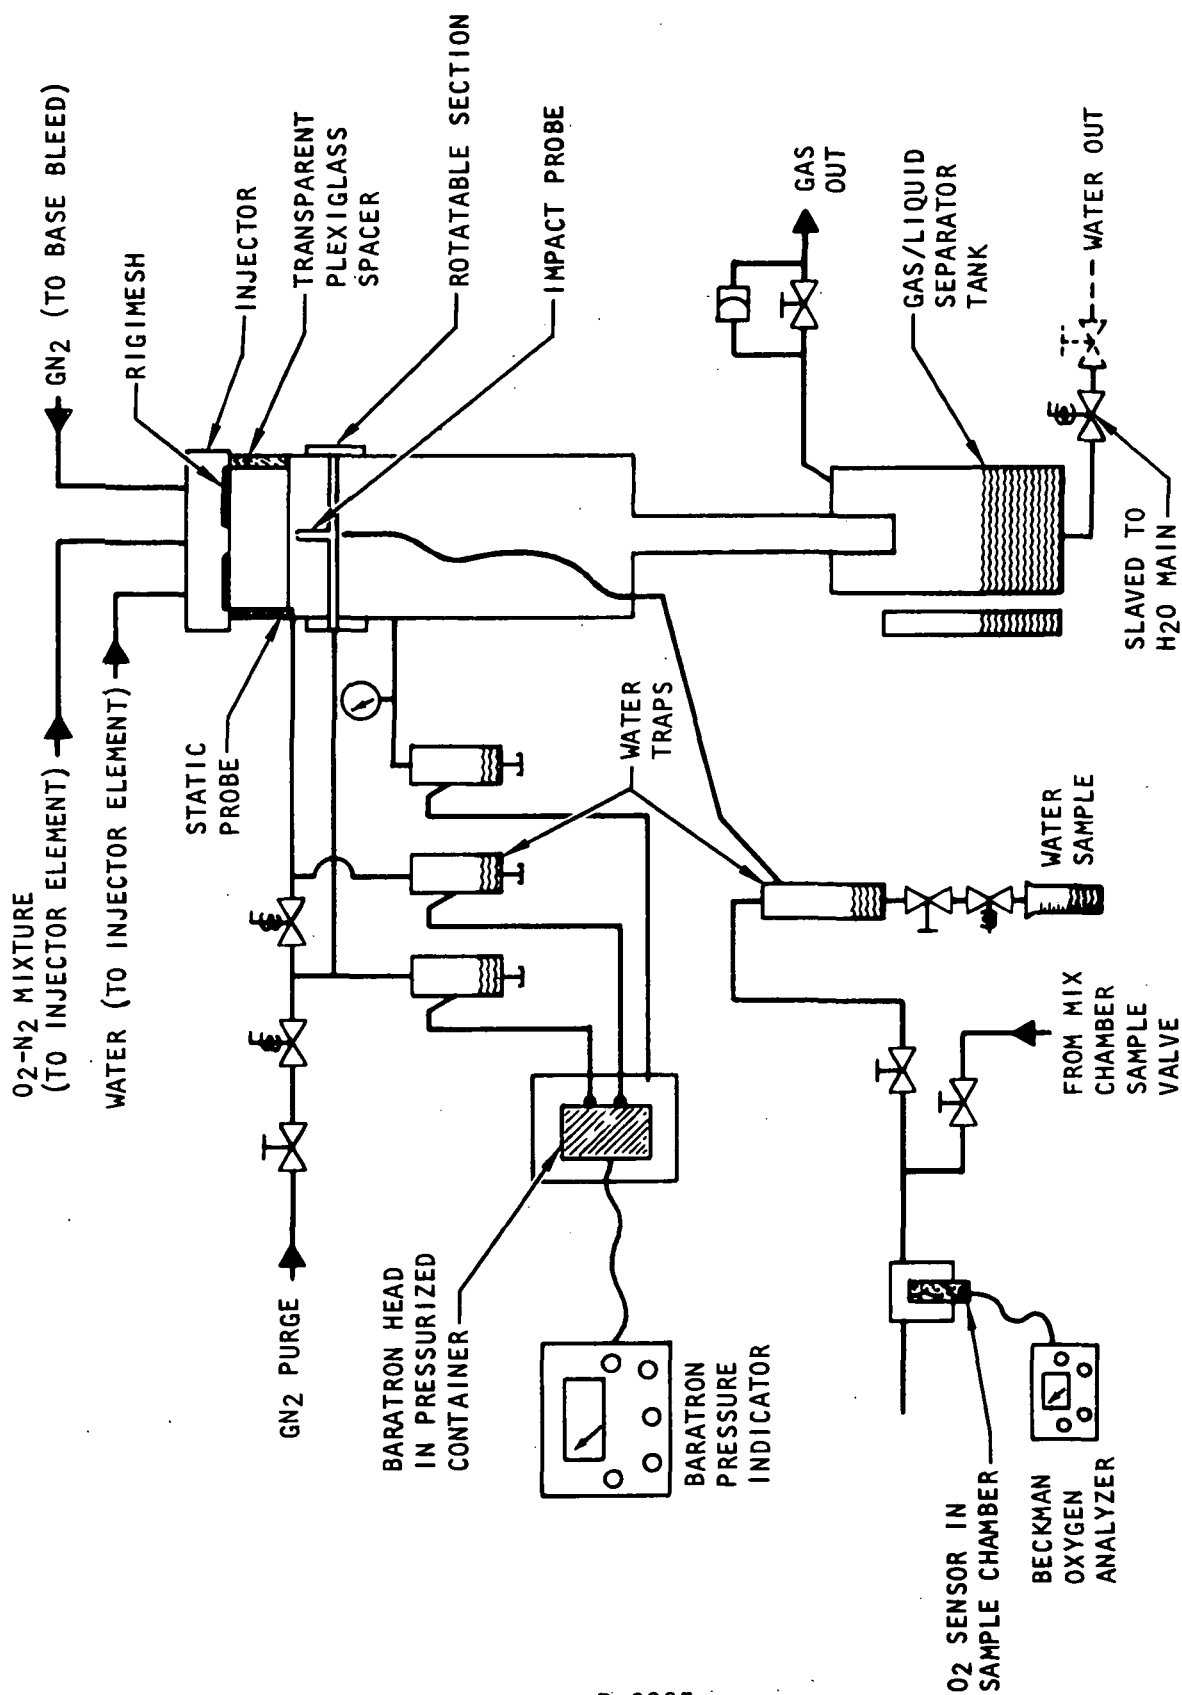 O2-N2 MIXTURE
(TO INJECTOR ELEMENT)
WATER (TO INJECTOR ELEMENT)
GN2 (TO BASE BLEED)
RIGIMESH
INJECTOR
TRANSPARENT
PLEXIGLASS
SPACER
ROTATABLE SECTION
IMPACT PROBE
STATIC
PROBE
GN2 PURGE
BARATRON HEAD
IN PRESSURIZED
CONTAINER
BARATRON
PRESSURE
INDICATOR
WATER
TRAPS
GAS
OUT
GAS/LIQUID
SEPARATOR
TANK
WATER OUT
SLAVED TO
H2O MAIN
WATER
SAMPLE
FROM MIX
CHAMBER
SAMPLE
VALVE
O2 SENSOR IN
SAMPLE CHAMBER
BECKMAN
OXYGEN
ANALYZER